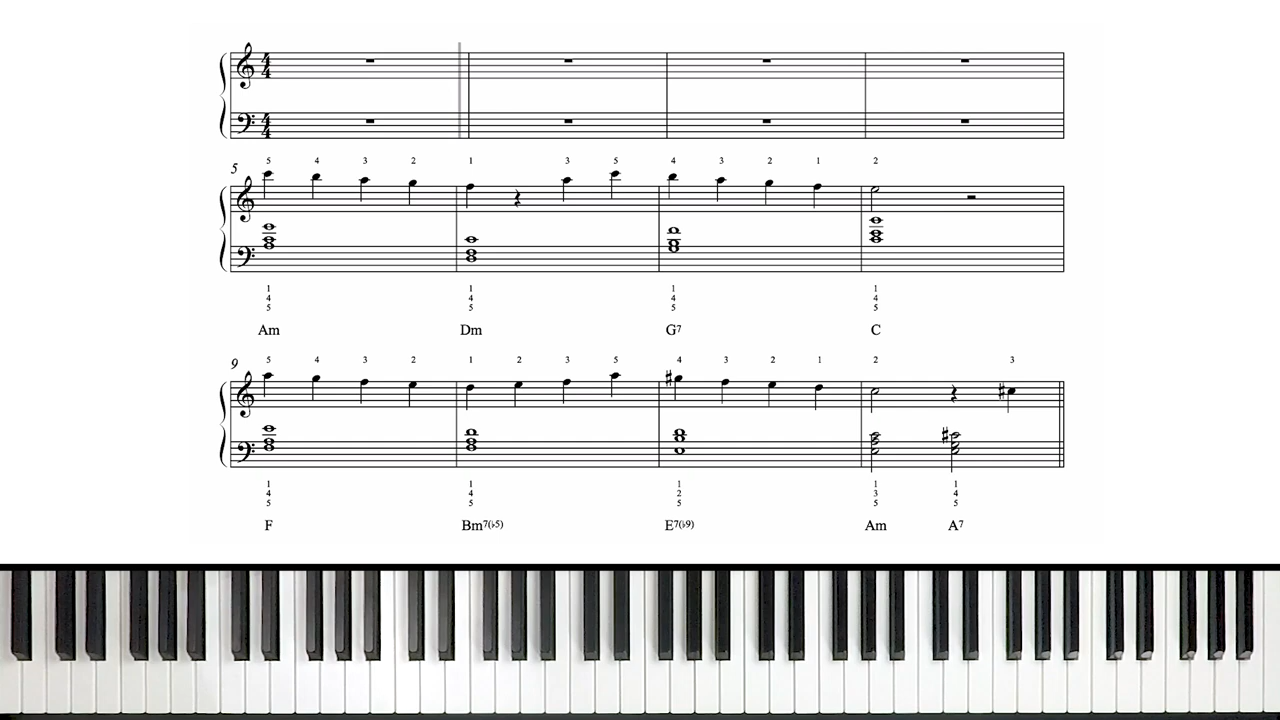 4 4
4 4
5
5 4 3 2 1 3 5 4 3 2 1 2
1 1 1 1
4 4 4 4
5 5 5 5
Am Dm G7 C
9
5 4 3 2 1 2 3 5 4 3 2 1 2 3
1 1 1 1 1
4 4 2 3 4
5 5 5 5 5
F Bm7(♭5) E7(♭9) Am A7